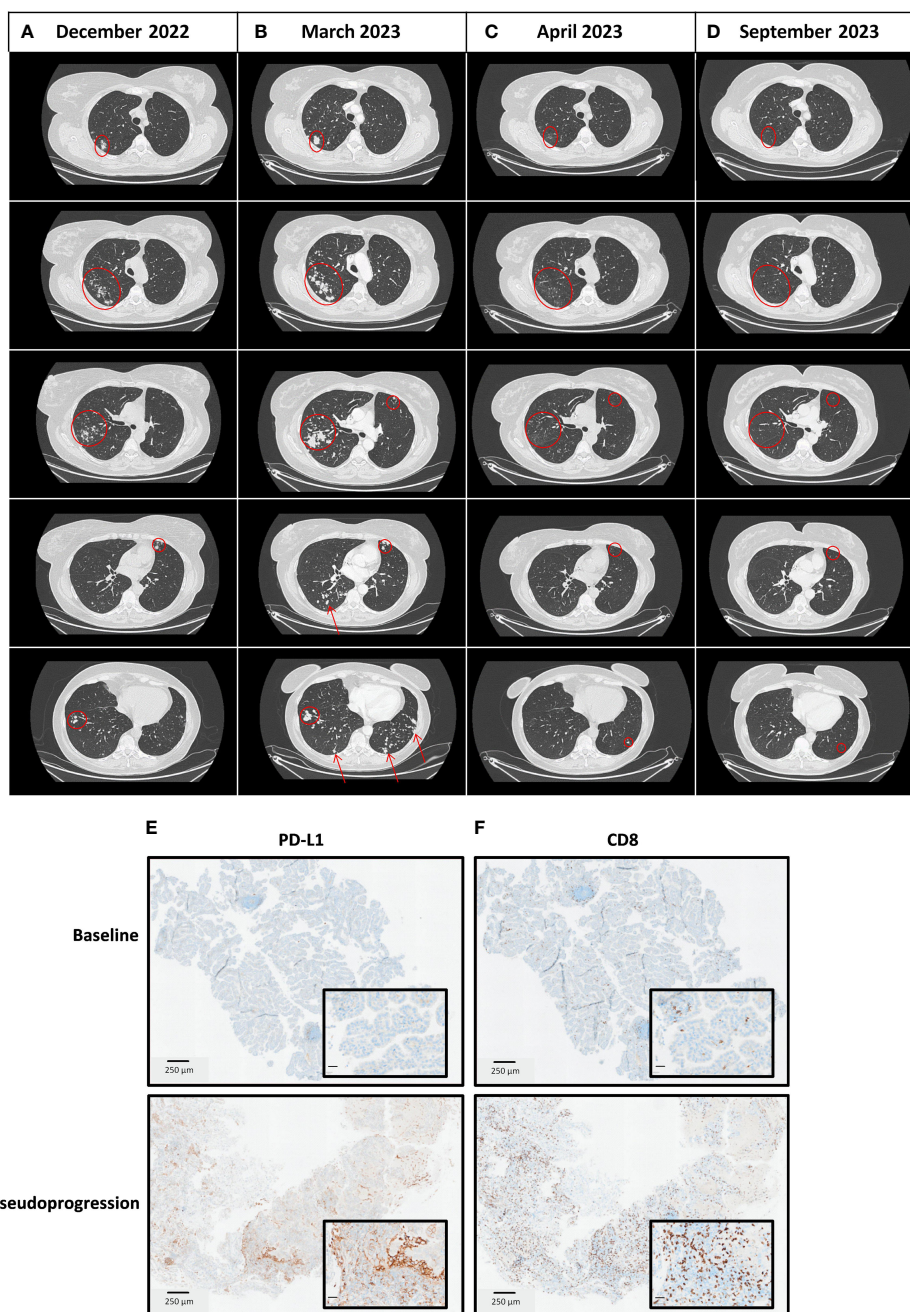 A December 2022
B March 2023
C April 2023
D September 2023
E
F
PD-L1
CD8
Baseline
250 µm
250 µm
seudoprogression
250 µm
250 µm